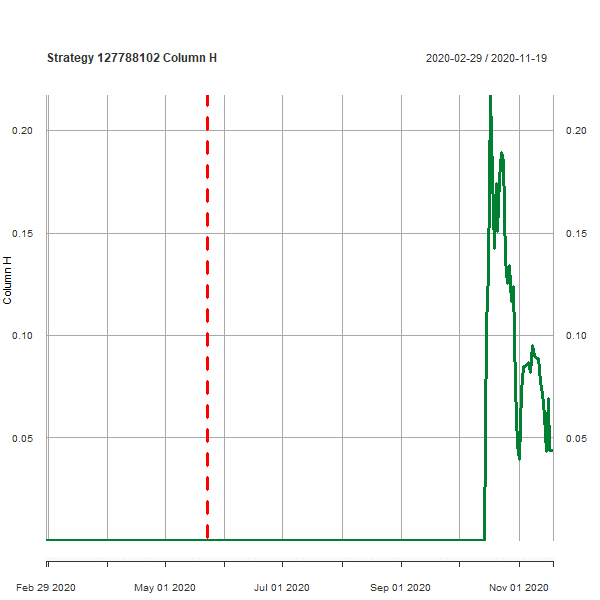 Strategy 127788102 Column H
2020-02-29 / 2020-11-19
0.20
0.20
0.15
0.15
Column H
0.10
0.10
0.05
0.05
Feb 29 2020
May 01 2020
Jul 01 2020
Sep 01 2020
Nov 01 2020